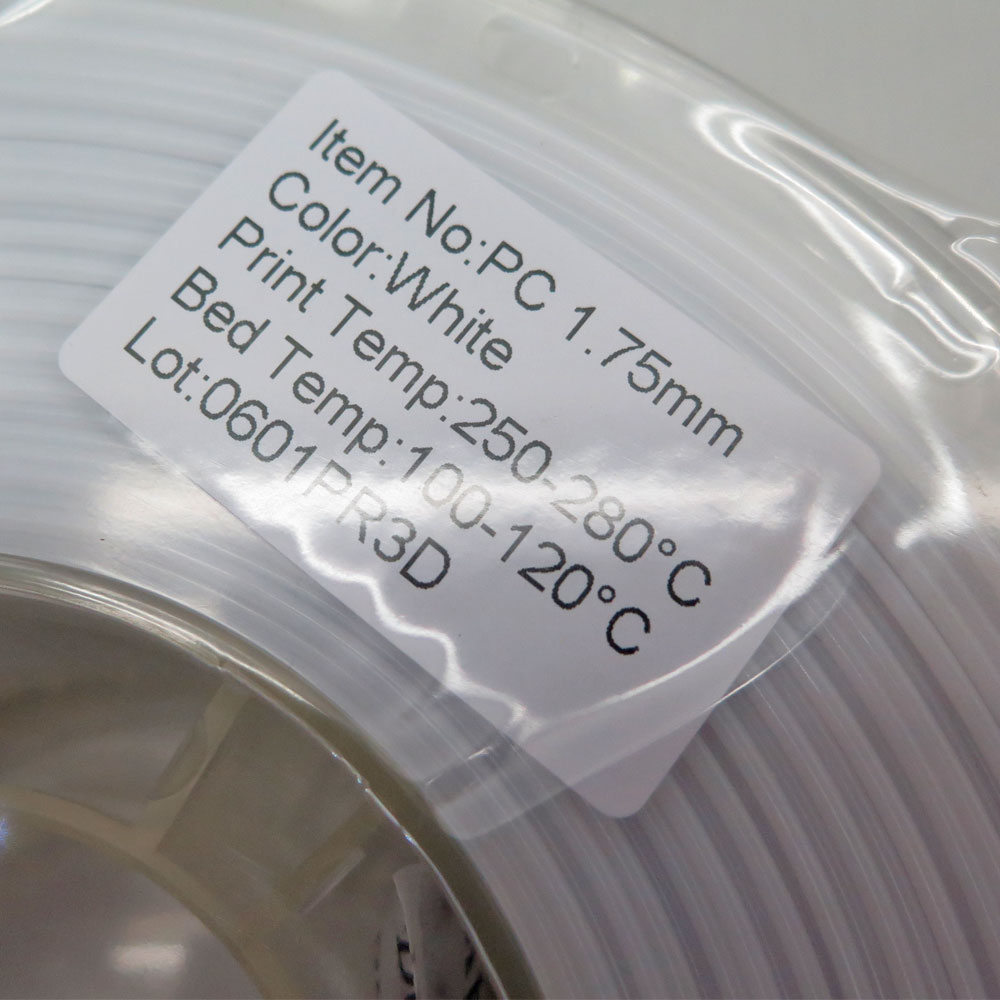 Item No:PC 1.75mm
Color:White
Print Temp:250-280°C
Bed Temp:100-120°C
Lot:0601PR3D